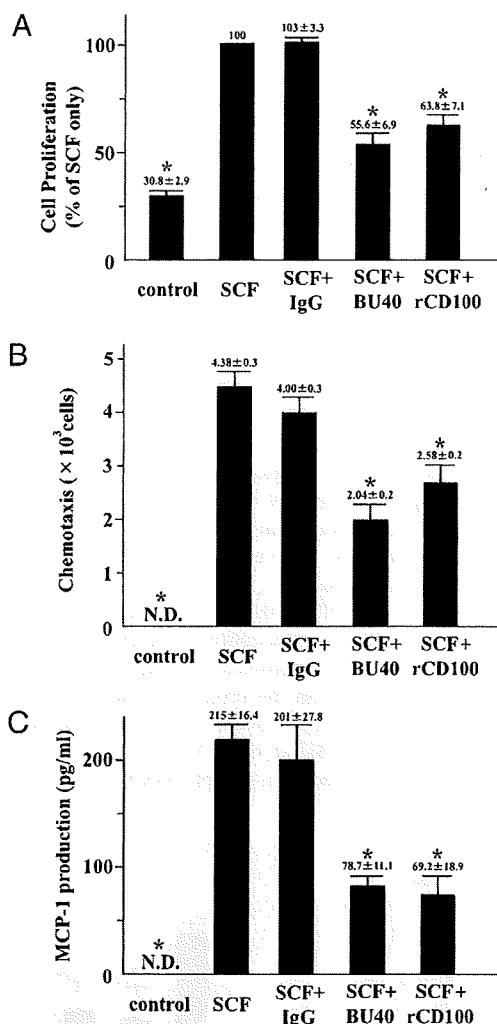 A
Cell Proliferation
(% of SCF only)
100
50
0
30.8±2.9
*
100
103±3.3
55.6±6.9
*
63.8±7.1
*
control
SCF
SCF+
IgG
SCF+
BU40
SCF+
rCD100
B
Chemotaxis (×10³cells)
5
4
3
2
1
0
*
N.D.
4.38±0.3
4.00±0.3
*
2.04±0.2
*
2.58±0.2
control
SCF
SCF+
IgG
SCF+
BU40
SCF+
rCD100
C
MCP-1 production (pg/ml)
200
100
0
*
N.D.
215±16.4
201±27.8
*
78.7±11.1
*
69.2±18.9
control
SCF
SCF+
IgG
SCF+
BU40
SCF+
rCD100